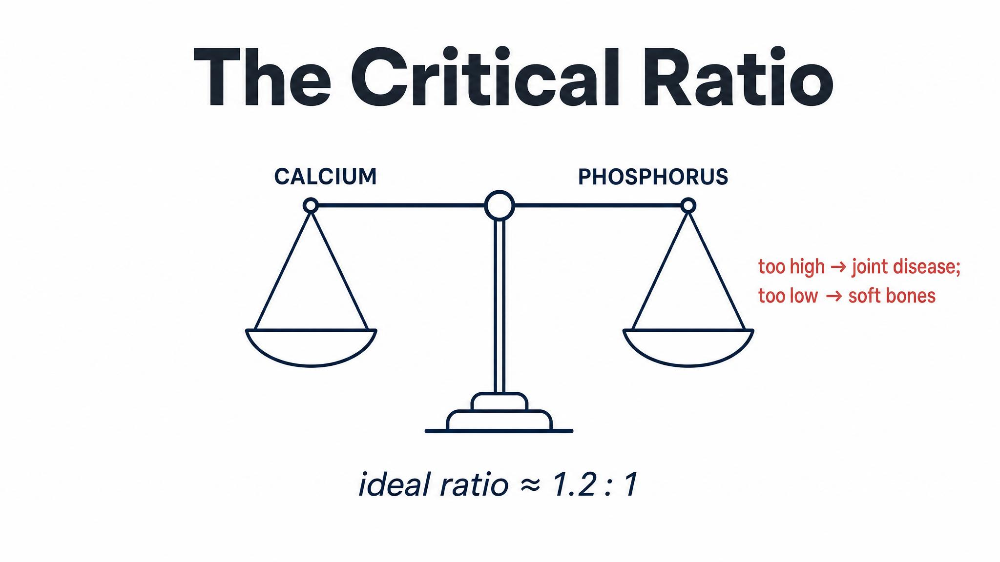 The Critical Ratio
CALCIUM
PHOSPHORUS
too high → joint disease;
too low → soft bones
ideal ratio ≈ 1.2 : 1